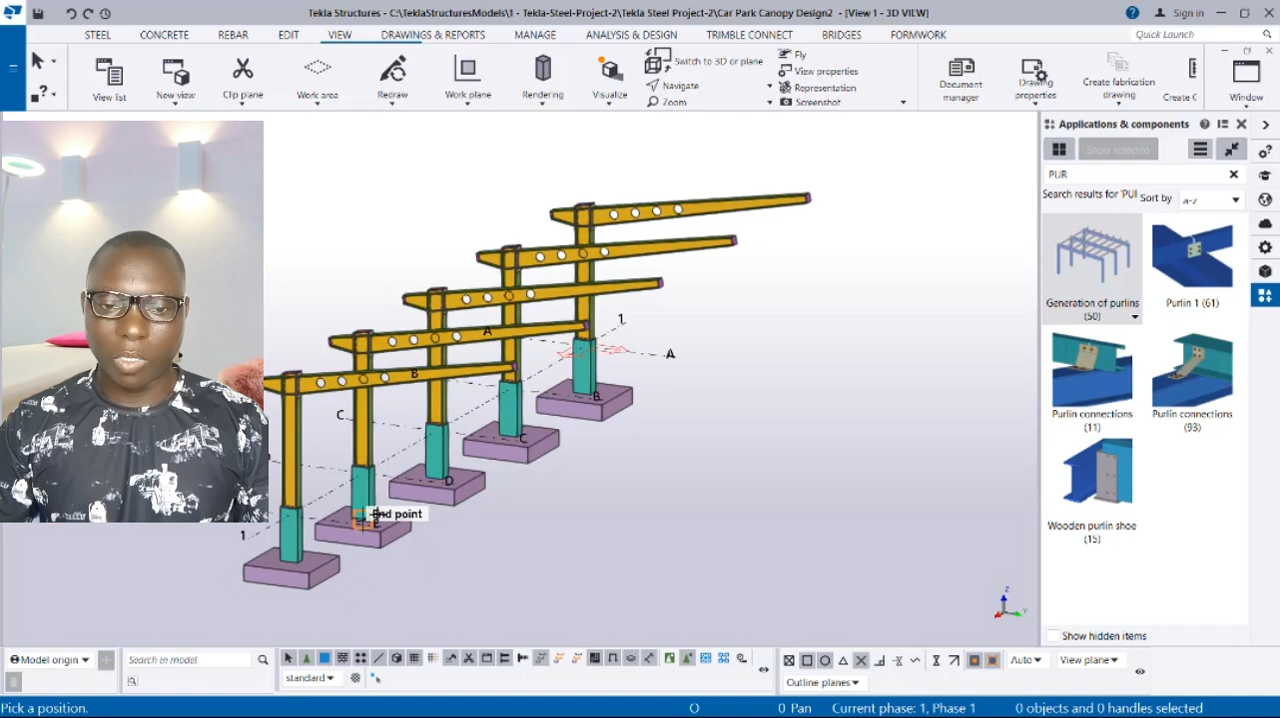 Tekla Structures - C:\TeklaStructuresModels\1 - Tekla-Steel-Project-2\Tekla Steel Project-2\Car Park Canopy Design2 - [View 1 - 3D VIEW]
Sign in
STEEL CONCRETE REBAR EDIT VIEW DRAWINGS & REPORTS MANAGE ANALYSIS & DESIGN TRIMBLE CONNECT BRIDGES FORMWORK Quick Launch
View list
New view
Clip plane
Work area
Redraw
Work plane
Rendering
Visualize
Switch to 3D or plane
Navigate
Zoom
Fly
View properties
Representation
Screenshot
Document
manager
Drawing
properties
Create fabrication
drawing
Create C
Window
Applications & components
Show selected
PUR
Search results for 'PUI Sort by a-z
Generation of purlins
(50)
Purlin 1 (61)
Purlin connections
(11)
Purlin connections
(93)
Wooden purlin shoe
(15)
Show hidden items
1
A
A
B
B
C
C
D
End point
1
Z
Y
Model origin
Search in model
standard
Auto
View plane
Outline planes
Pick a position.
O
0 Pan
Current phase: 1, Phase 1
0 objects and 0 handles selected